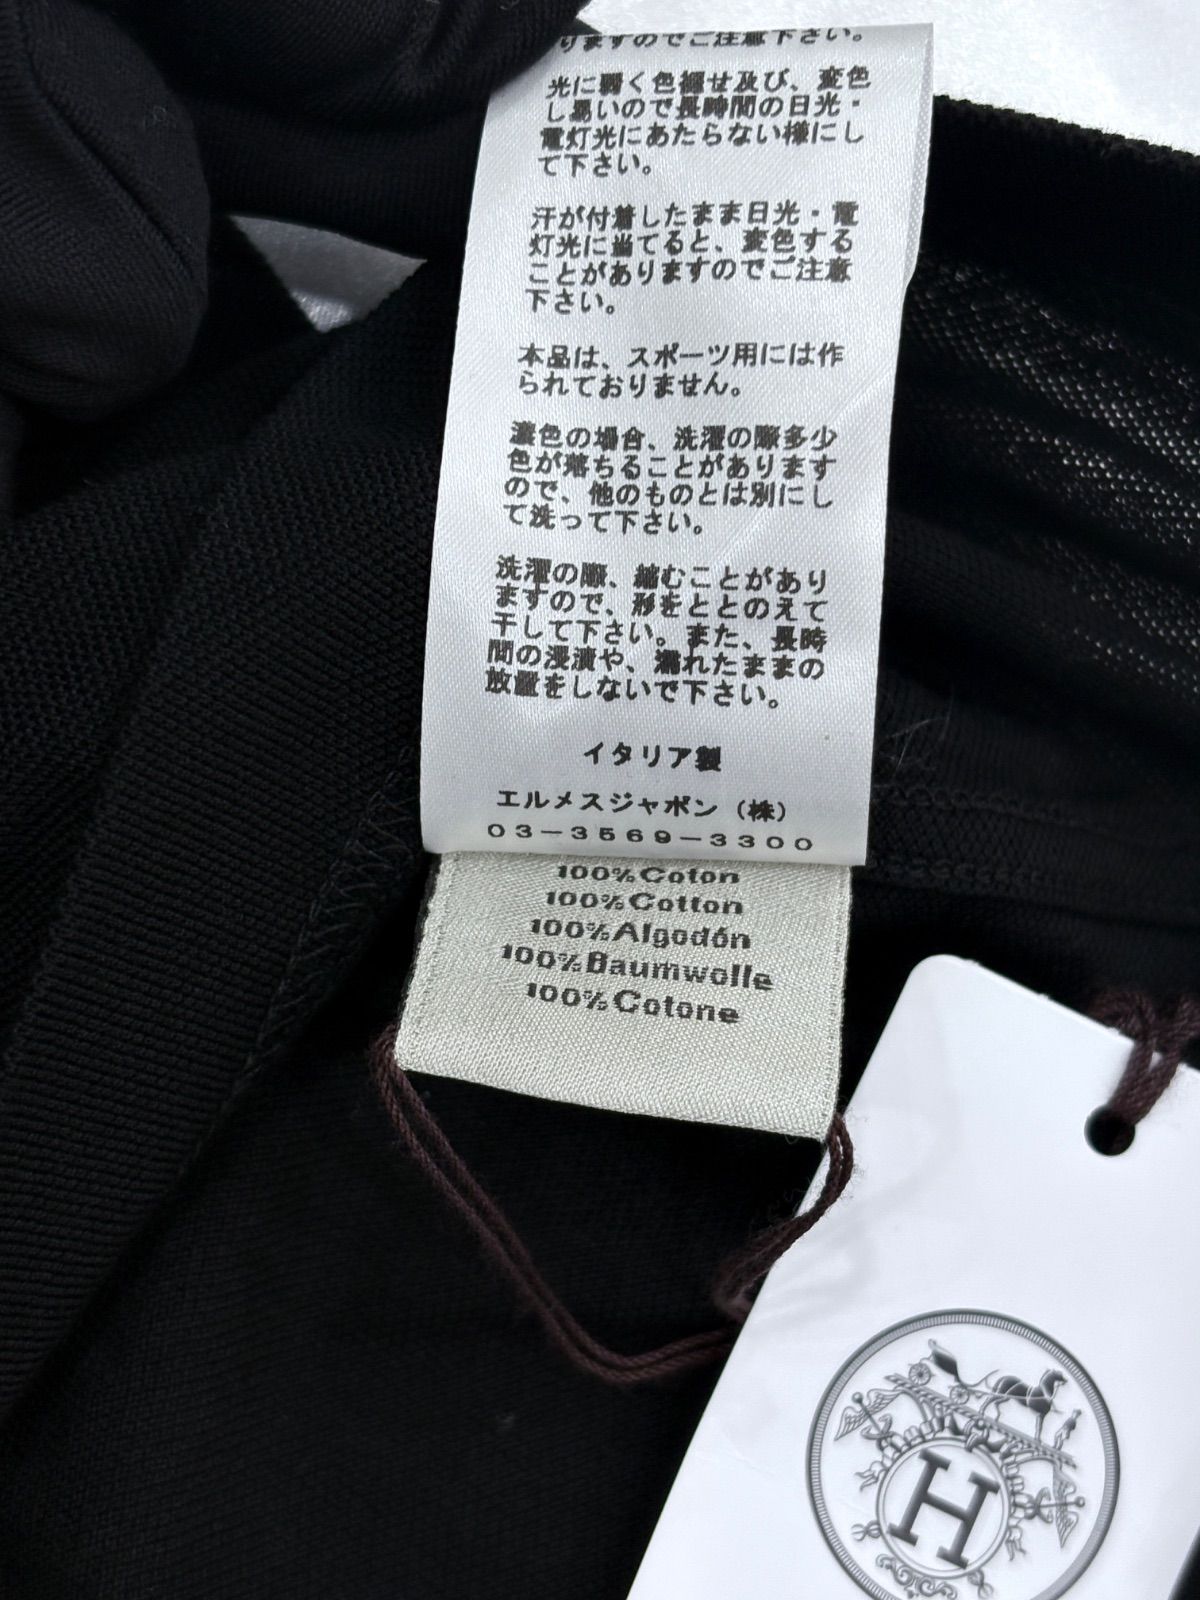 りますのでご注意下さい。
光に弱く色褪せ及び、変色
し易いので長時間の日光・
電灯光にあたらない様にし
て下さい。
汗が付着したまま日光・電
灯光に当てると、変色する
ことがありますのでご注意
下さい。
本品は、スポーツ用には作
られておりません。
濃色の場合、洗濯の際多少
色が落ちることがあります
ので、他のものとは別にし
て洗って下さい。
洗濯の際、縮むことがあり
ますので、形をととのえて
干して下さい。また、長時
間の浸漬や、濡れたままの
放置をしないで下さい。
イタリア製
エルメスジャポン（株）
03-3569-3300
100%Coton
100%Cotton
100%Algodón
100%Baumwolle
100%Cotone
H